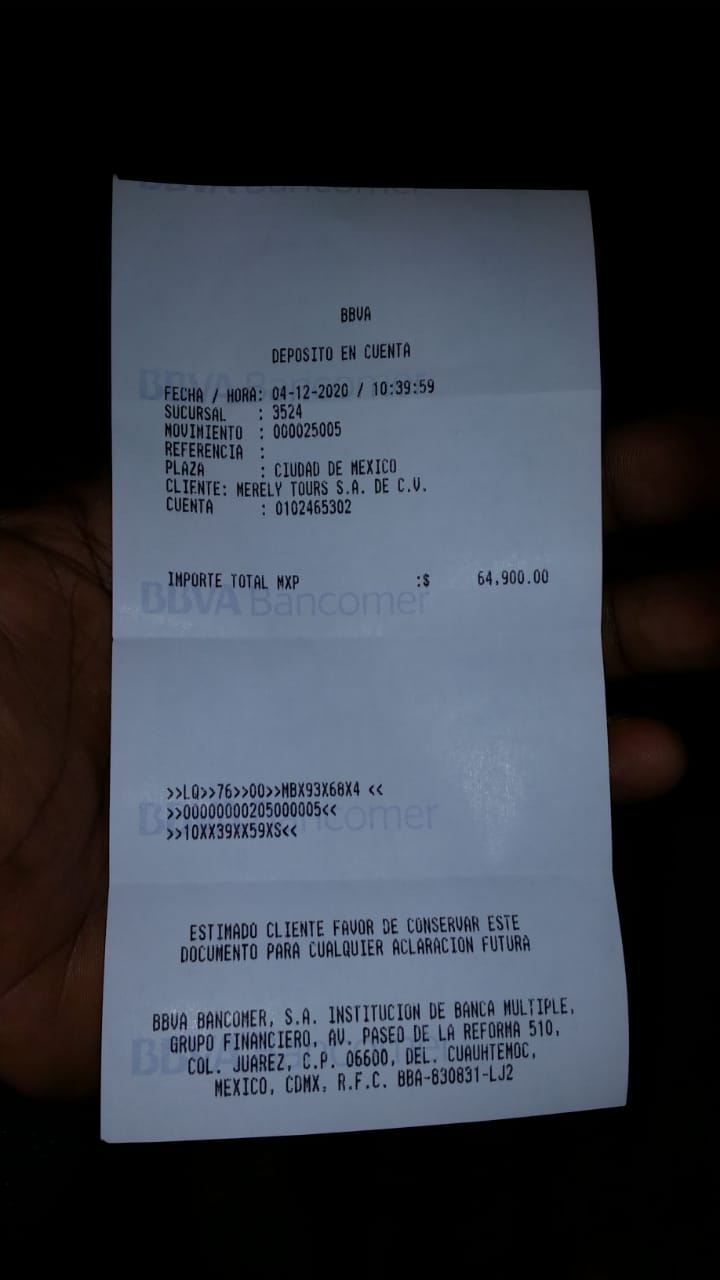 BBVA Bancomer
BBVA
DEPOSITO EN CUENTA
FECHA / HORA: 04-12-2020 / 10:39:59
SUCURSAL : 3524
MOVIMIENTO : 000025005
REFERENCIA :
PLAZA : CIUDAD DE MEXICO
CLIENTE: MERELY TOURS S.A. DE C.V.
CUENTA : 0102465302
IMPORTE TOTAL MXP :$ 64,900.00
BBVA Bancomer
>>LQ>>76>>00>>MBX93X68X4 <<
>>00000000205000005<<
>>10XX39XX59XS<<
ESTIMADO CLIENTE FAVOR DE CONSERVAR ESTE
DOCUMENTO PARA CUALQUIER ACLARACION FUTURA
BBVA BANCOMER, S.A. INSTITUCION DE BANCA MULTIPLE,
GRUPO FINANCIERO, AV. PASEO DE LA REFORMA 510,
COL. JUAREZ, C.P. 06600, DEL. CUAUHTEMOC,
MEXICO, CDMX, R.F.C. BBA-830831-LJ2